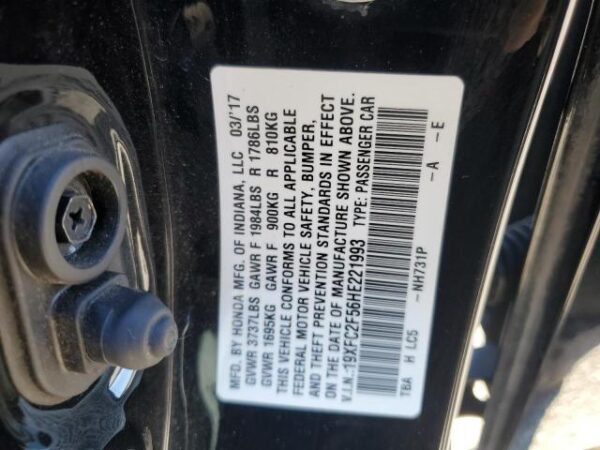 MFD. BY HONDA MFG. OF INDIANA, LLC 03/'17
GVWR 3737LBS GAWR F 1984LBS R 1786LBS
GVWR 1695KG GAWR F 900KG R 810KG
THIS VEHICLE CONFORMS TO ALL APPLICABLE
FEDERAL MOTOR VEHICLE SAFETY, BUMPER,
AND THEFT PREVENTION STANDARDS IN EFFECT
ON THE DATE OF MANUFACTURE SHOWN ABOVE.
V.I.N.:19XFC2F56HE221993 TYPE: PASSENGER CAR
TBA H LC5 -NH731P -A -E